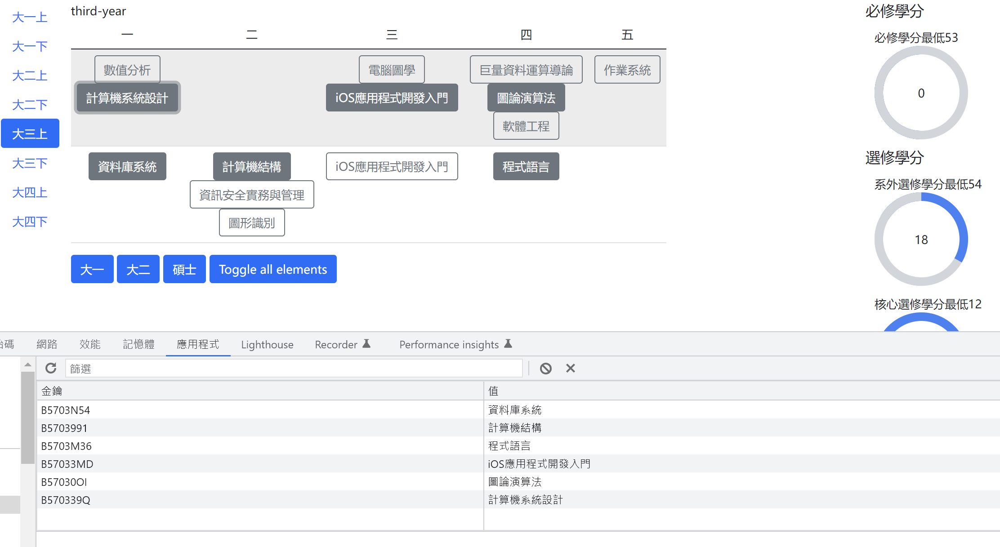 大一上
大一下
大二上
大二下
大三上
大三下
大四上
大四下
third-year
一 二 三 四 五
數值分析 電腦圖學 巨量資料運算導論 作業系統
計算機系統設計 iOS應用程式開發入門 圖論演算法
軟體工程
資料庫系統 計算機結構 iOS應用程式開發入門 程式語言
資訊安全實務與管理
圖形識別
大一 大二 碩士 Toggle all elements
必修學分
必修學分最低53
0
選修學分
系外選修學分最低54
18
核心選修學分最低12
碼 網路 效能 記憶體 應用程式 Lighthouse Recorder Performance insights
篩選
金鑰 值
B5703N54 資料庫系統
B5703991 計算機結構
B5703M36 程式語言
B57033MD iOS應用程式開發入門
B57030OI 圖論演算法
B570339Q 計算機系統設計